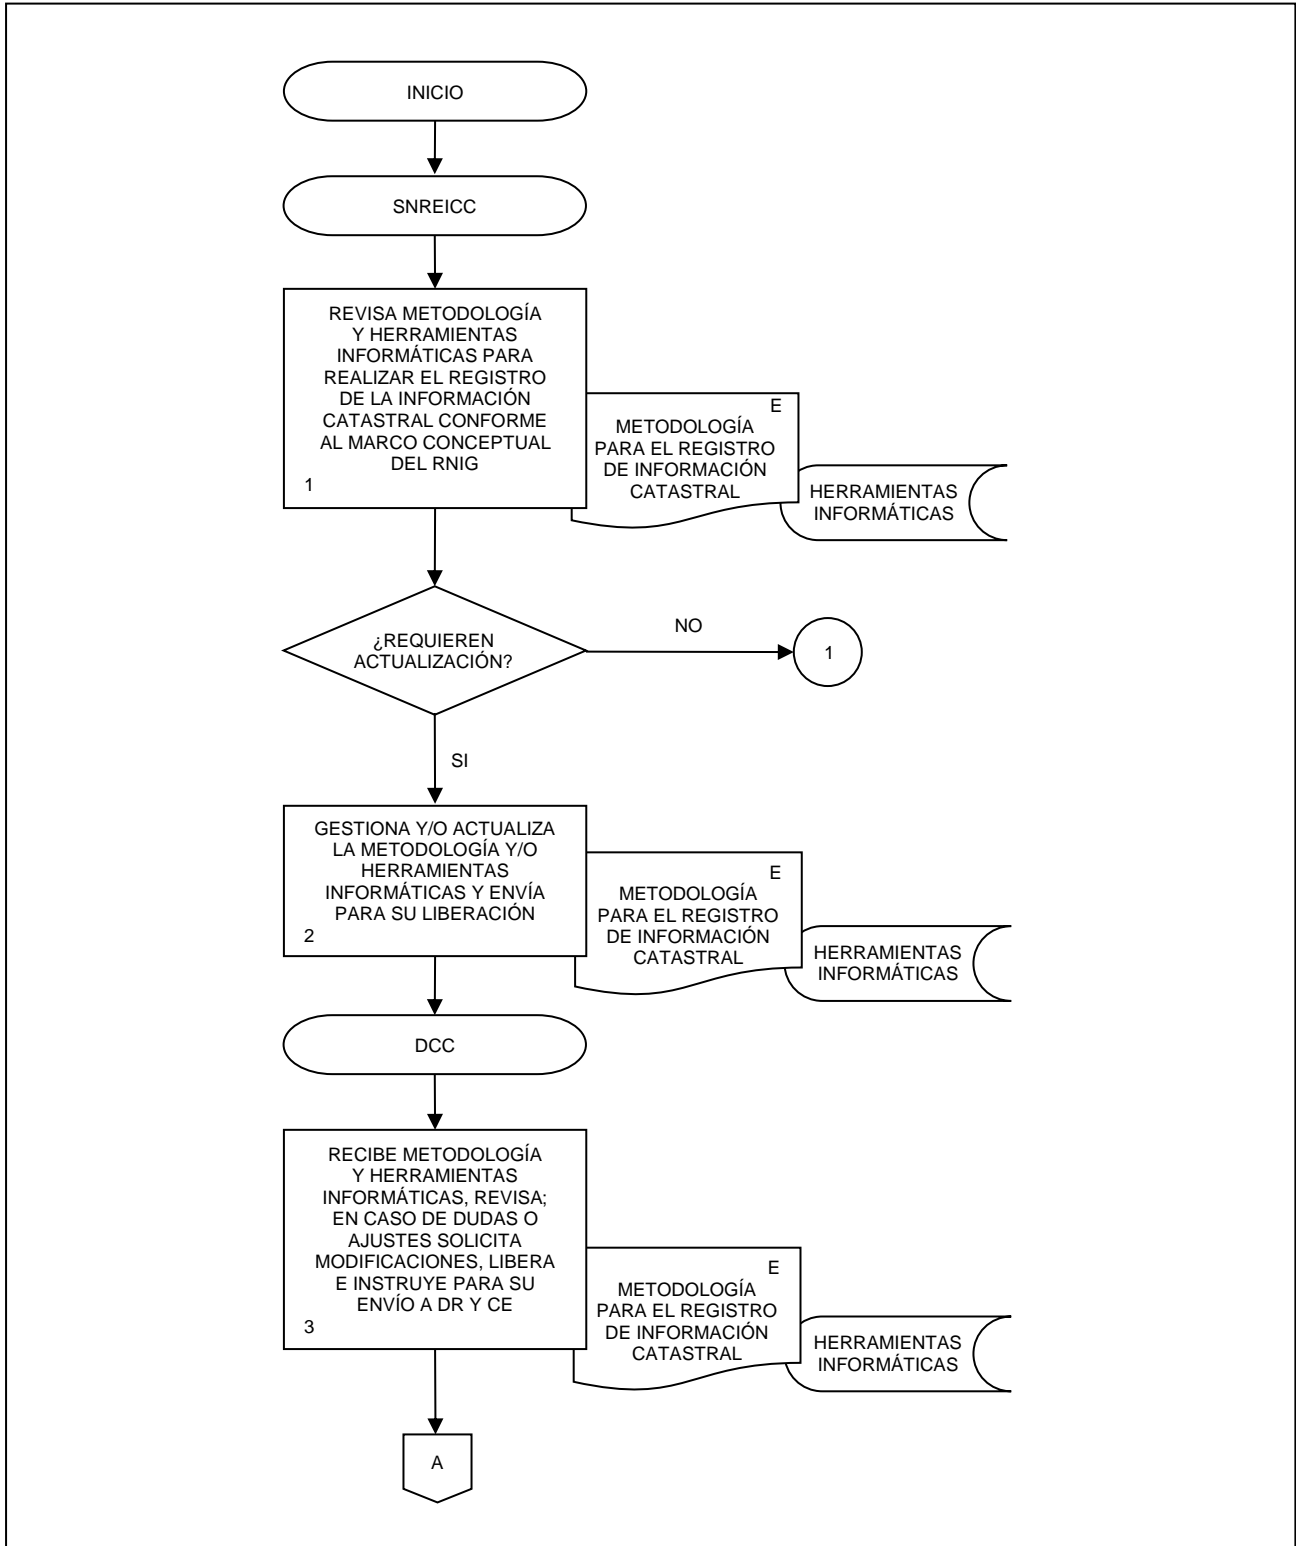 INICIO
SNREICC
REVISA METODOLOGÍA
Y HERRAMIENTAS
INFORMÁTICAS PARA
REALIZAR EL REGISTRO
DE LA INFORMACIÓN
CATASTRAL CONFORME
AL MARCO CONCEPTUAL
DEL RNIG
1
E
METODOLOGÍA
PARA EL REGISTRO
DE INFORMACIÓN
CATASTRAL
HERRAMIENTAS
INFORMÁTICAS
¿REQUIEREN
ACTUALIZACIÓN?
NO
1
SI
GESTIONA Y/O ACTUALIZA
LA METODOLOGÍA Y/O
HERRAMIENTAS
INFORMÁTICAS Y ENVÍA
PARA SU LIBERACIÓN
2
E
METODOLOGÍA
PARA EL REGISTRO
DE INFORMACIÓN
CATASTRAL
HERRAMIENTAS
INFORMÁTICAS
DCC
RECIBE METODOLOGÍA
Y HERRAMIENTAS
INFORMÁTICAS, REVISA;
EN CASO DE DUDAS O
AJUSTES SOLICITA
MODIFICACIONES, LIBERA
E INSTRUYE PARA SU
ENVÍO A DR Y CE
3
E
METODOLOGÍA
PARA EL REGISTRO
DE INFORMACIÓN
CATASTRAL
HERRAMIENTAS
INFORMÁTICAS
A